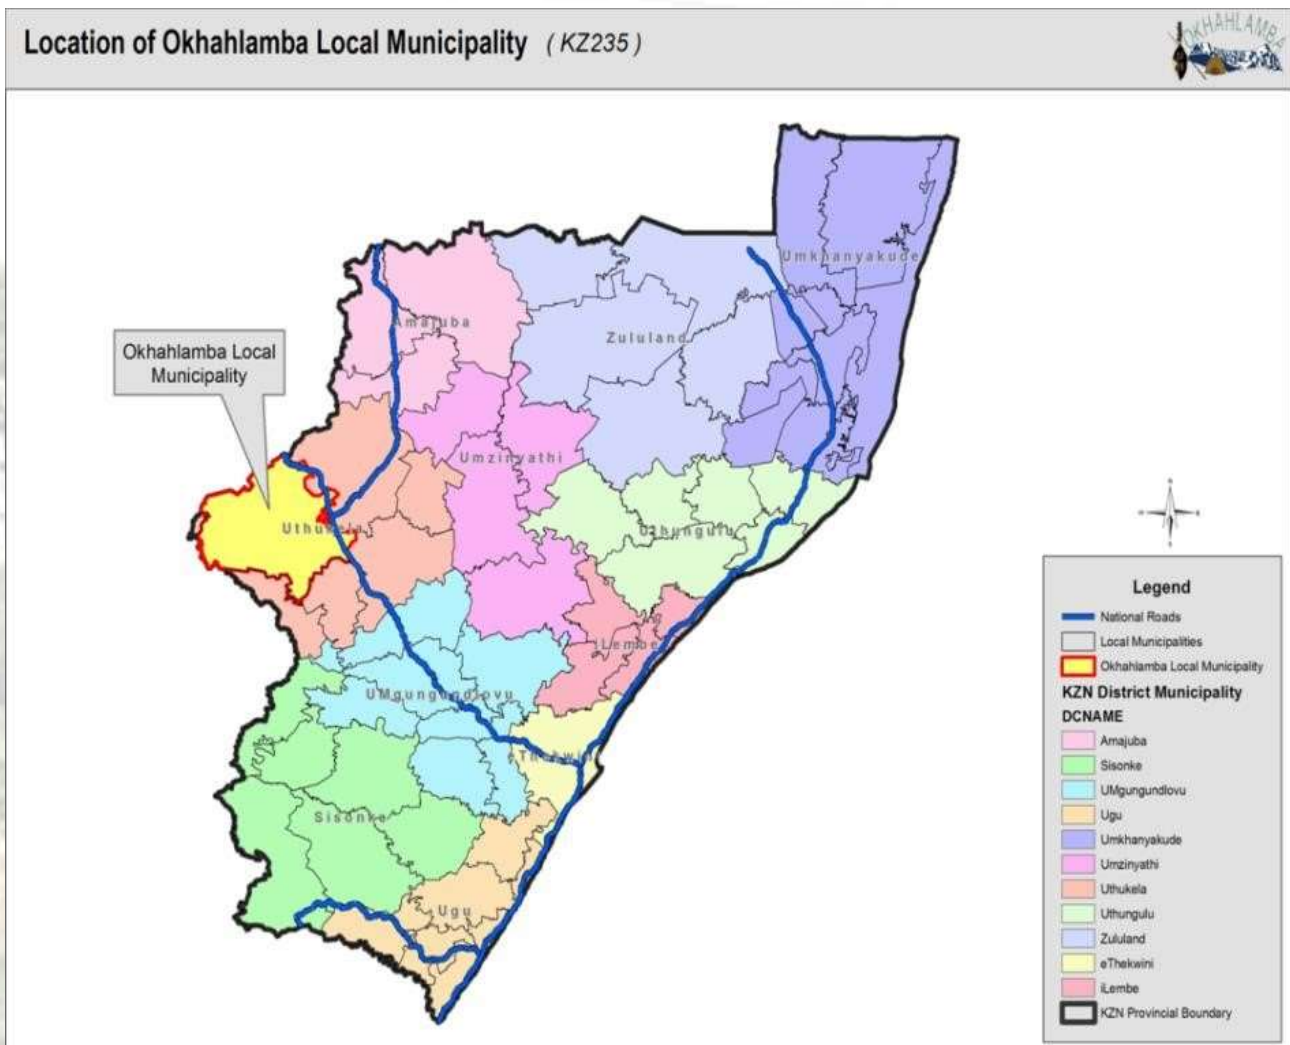 Location of Okhahlamba Local Municipality ( KZ235 )
OKHAHLAMBA
Umkhanyakude
Amajuba
Zululand
Okhahlamba Local
Municipality
Umzinyathi
Uthukela
Uthungulu
iLembe
UMgungundlovu
eThekwini
Sisonke
Ugu
Legend
National Roads
Local Municipalities
Okhahlamba Local Municipality
KZN District Municipality
DCNAME
Amajuba
Sisonke
UMgungundlovu
Ugu
Umkhanyakude
Umzinyathi
Uthukela
Uthungulu
Zululand
eThekwini
iLembe
KZN Provincial Boundary